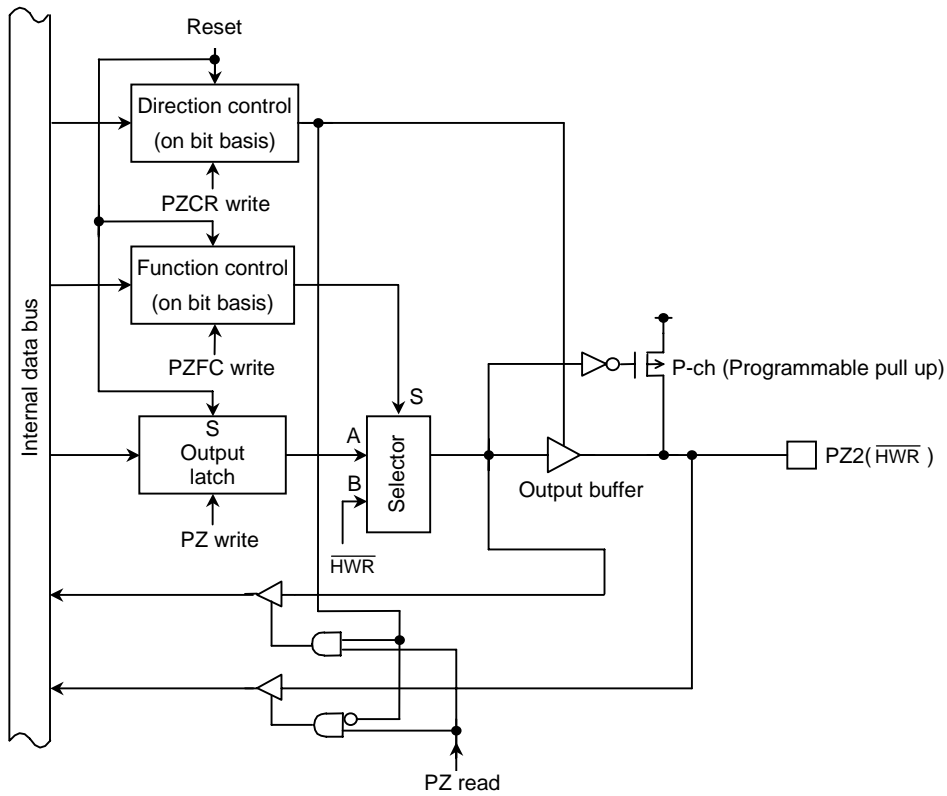 Reset
Direction control
(on bit basis)
PZCR write
Function control
(on bit basis)
PZFC write
Internal data bus
S
Output
latch
PZ write
A
B
S
Selector
HWR
P-ch (Programmable pull up)
Output buffer
PZ2(HWR)
PZ read